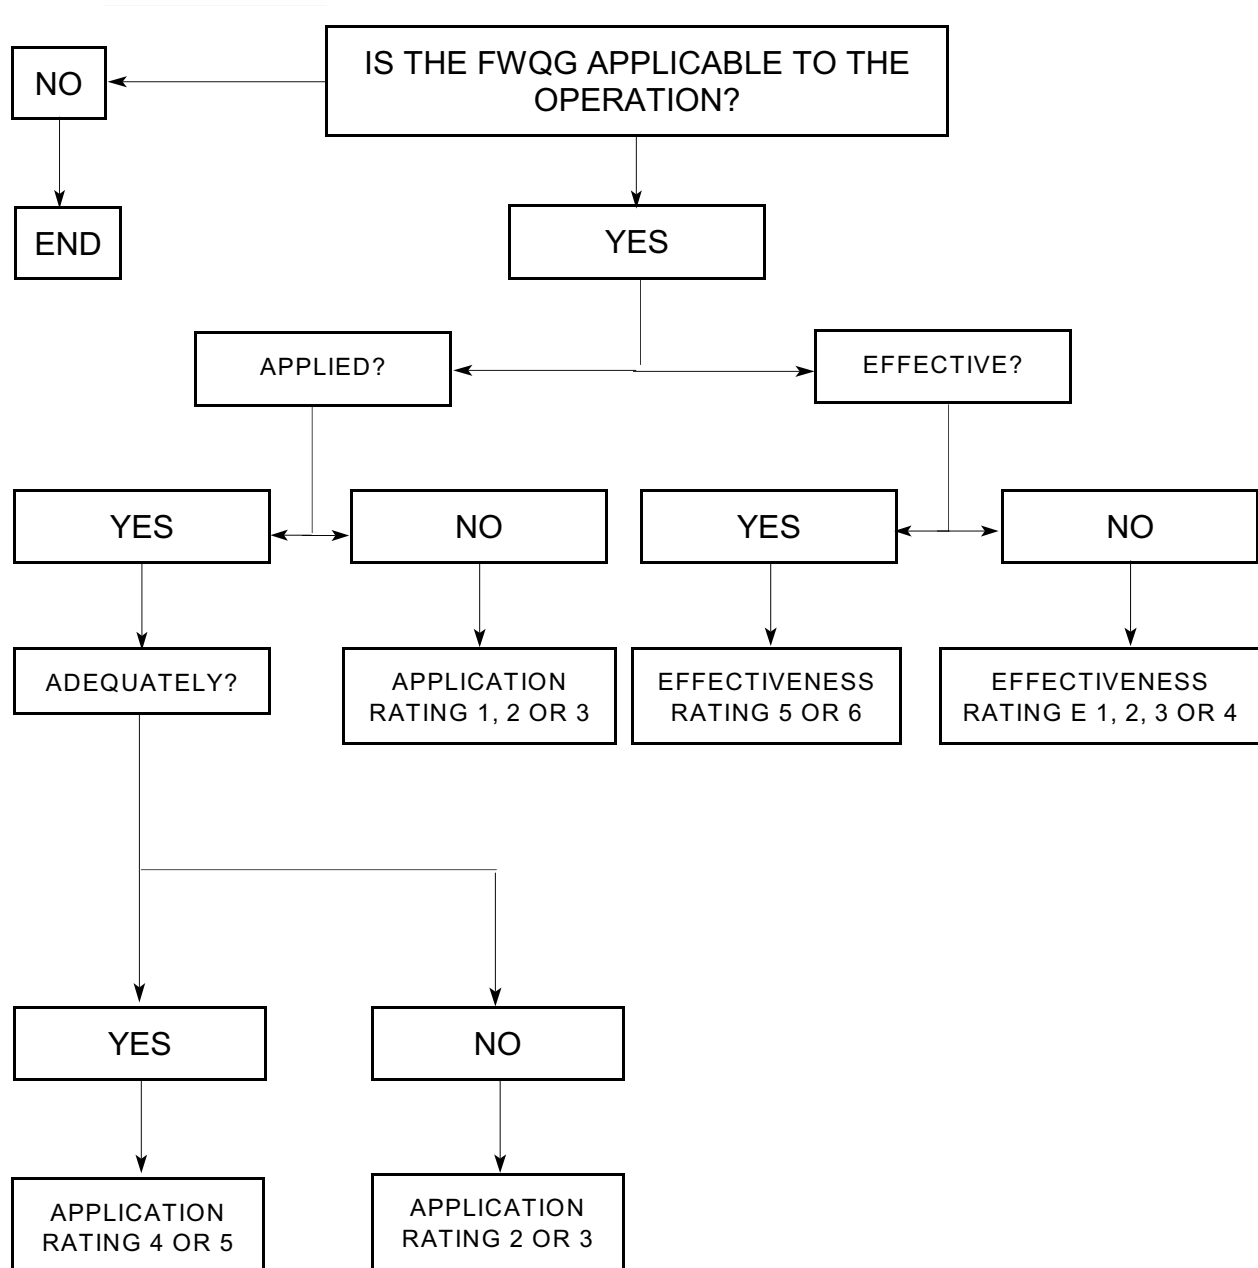 IS THE FWQG APPLICABLE TO THE
OPERATION?
NO
END
YES
APPLIED?
EFFECTIVE?
YES
NO
YES
NO
ADEQUATELY?
APPLICATION
RATING 1, 2 OR 3
EFFECTIVENESS
RATING 5 OR 6
EFFECTIVENESS
RATING E 1, 2, 3 OR 4
YES
NO
APPLICATION
RATING 4 OR 5
APPLICATION
RATING 2 OR 3